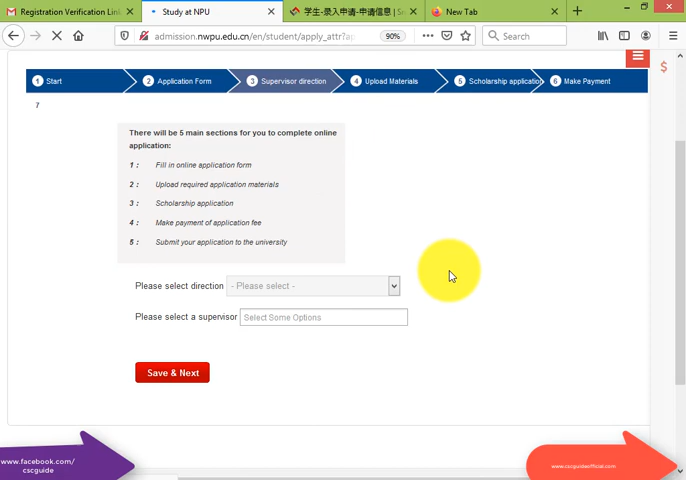 Registration Verification Link
Study at NPU
学生-录入申请-申请信息 | S
New Tab
admission.nwpu.edu.cn/en/student/apply_attr?a
90%
Search
1 Start
2 Application Form
3 Supervisor direction
4 Upload Materials
5 Scholarship application
6 Make Payment
$
7
There will be 5 main sections for you to complete online
application:
1 : Fill in online application form
2 : Upload required application materials
3 : Scholarship application
4 : Make payment of application fee
5 : Submit your application to the university
Please select direction - Please select -
Please select a supervisor Select Some Options
Save & Next
www.facebook.com/
cscguide
www.cscguideofficial.com